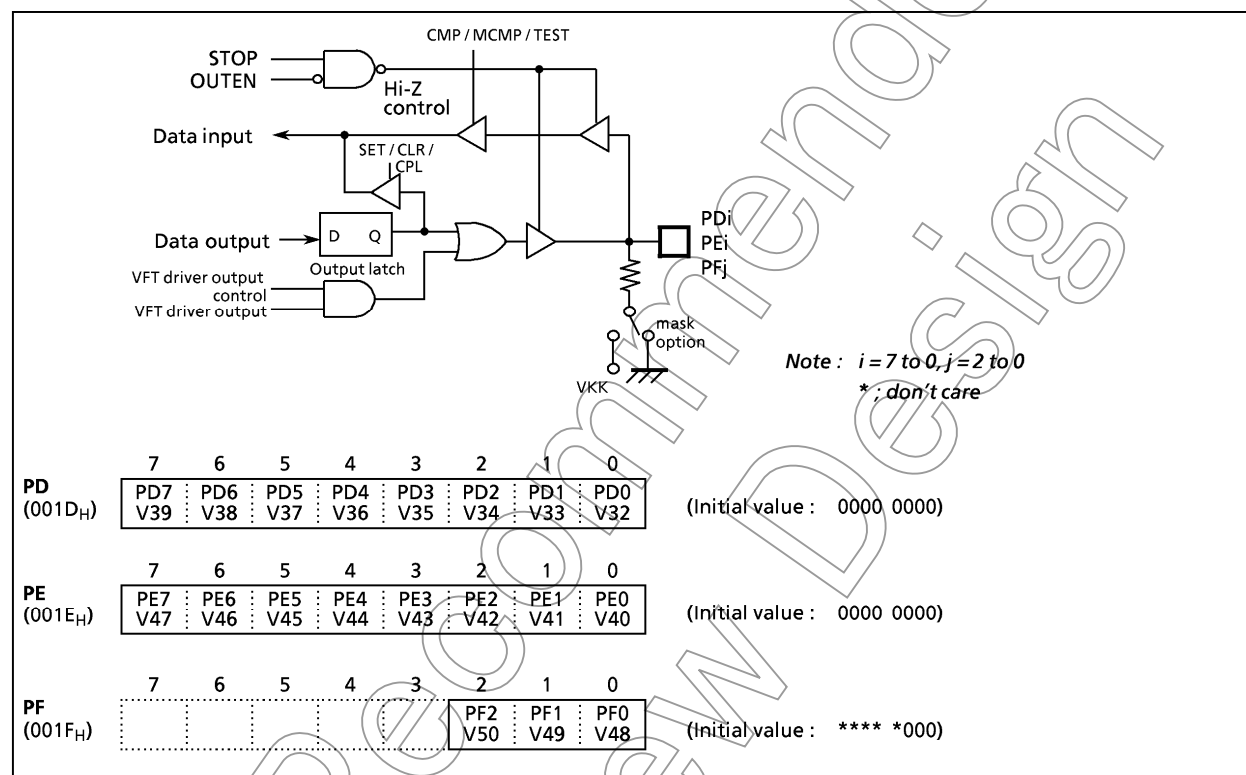 CMP / MCMP / TEST
STOP
OUTEN
Hi-Z
control
Data input
SET / CLR /
CPL
PDi
PEi
PFj
D Q
Data output
Output latch
VFT driver output
control
VFT driver output
mask
option
VKK
Note : i = 7 to 0, j = 2 to 0
* ; don't care
7 6 5 4 3 2 1 0
PD
(001DH)
PD7 PD6 PD5 PD4 PD3 PD2 PD1 PD0
V39 V38 V37 V36 V35 V34 V33 V32
(Initial value : 0000 0000)
7 6 5 4 3 2 1 0
PE
(001EH)
PE7 PE6 PE5 PE4 PE3 PE2 PE1 PE0
V47 V46 V45 V44 V43 V42 V41 V40
(Initial value : 0000 0000)
7 6 5 4 3 2 1 0
PF
(001FH)
PF2 PF1 PF0
V50 V49 V48
(Initial value : **** *000)
Recommende
ew Design